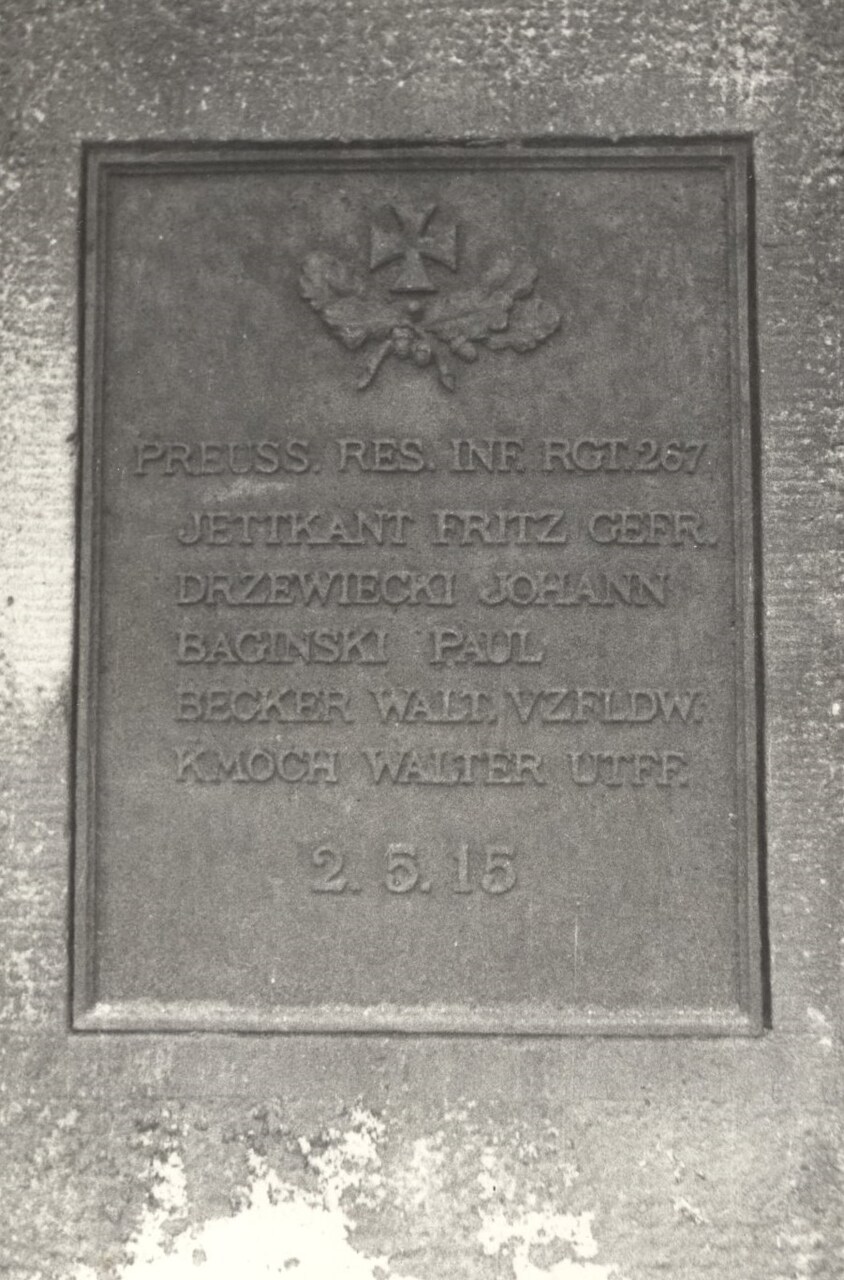 PREUSS. RES. INF. RGT. 267
JETTKANT FRITZ GEFR.
DRZEWIECKI JOHANN
BAGINSKI PAUL
BECKER WALT. VZFLDW.
KMOCH WALTER UTFF.
2. 5. 15